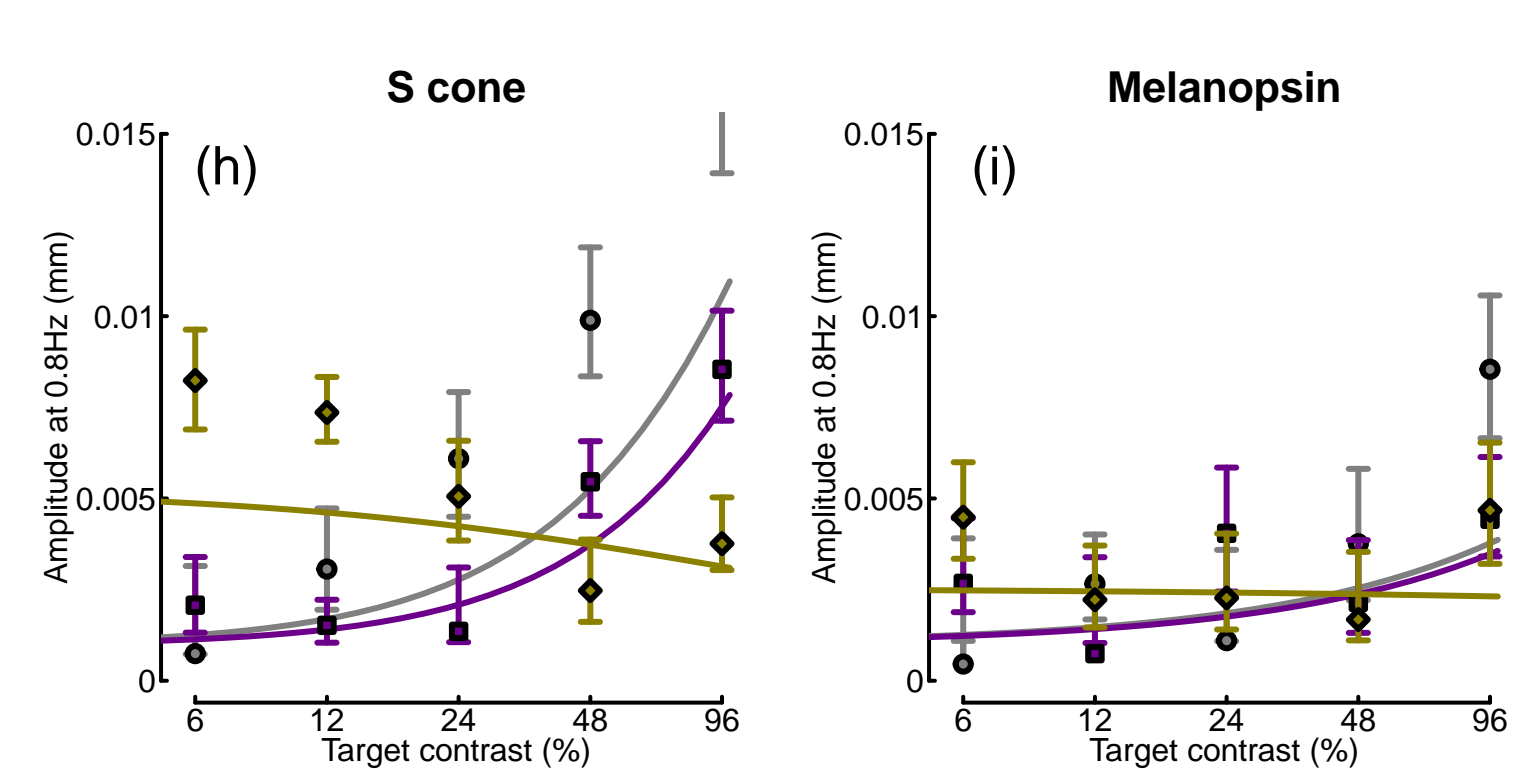 S cone
Melanopsin
(h)
(i)
Amplitude at 0.8Hz (mm)
0.015
0.01
0.005
0
6 12 24 48 96
Target contrast (%)
Amplitude at 0.8Hz (mm)
0.015
0.01
0.005
0
6 12 24 48 96
Target contrast (%)